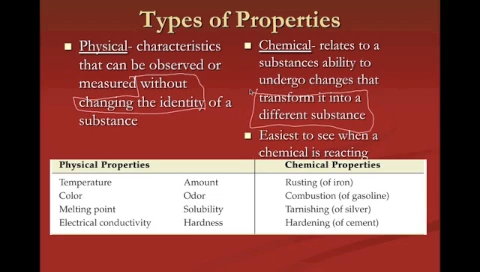 Types of Properties
Physical- characteristics
that can be observed or
measured without
changing the identity of a
substance
Chemical- relates to a
substances ability to
undergo changes that
transform it into a
different substance
Easiest to see when a
chemical is reacting
Physical Properties Chemical Properties
Temperature Amount Rusting (of iron)
Color Odor Combustion (of gasoline)
Melting point Solubility Tarnishing (of silver)
Electrical conductivity Hardness Hardening (of cement)